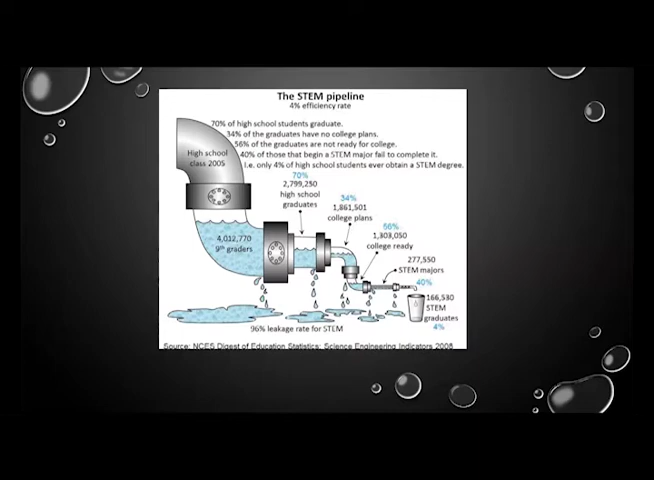 The STEM pipeline
4% efficiency rate
70% of high school students graduate.
34% of the graduates have no college plans.
56% of the graduates are not ready for college.
40% of those that begin a STEM major fail to complete it.
I.e. only 4% of high school students ever obtain a STEM degree.
High school
class 2005
70%
2,799,250
high school
graduates
34%
1,861,501
college plans
56%
1,303,050
college ready
4,012,770
9th graders
277,550
STEM majors
40%
166,530
STEM
graduates
4%
96% leakage rate for STEM
Source: NCES Digest of Education Statistics; Science Engineering Indicators 2008